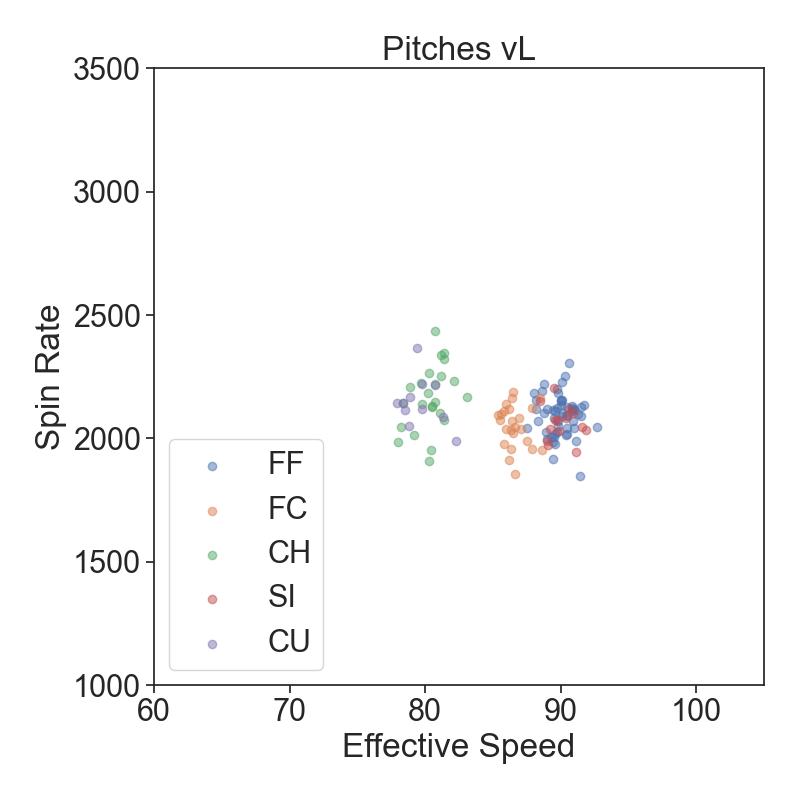 Pitches vL
3500
3000
2500
2000
1500
1000
Spin Rate
FF
FC
CH
SI
CU
60 70 80 90 100
Effective Speed